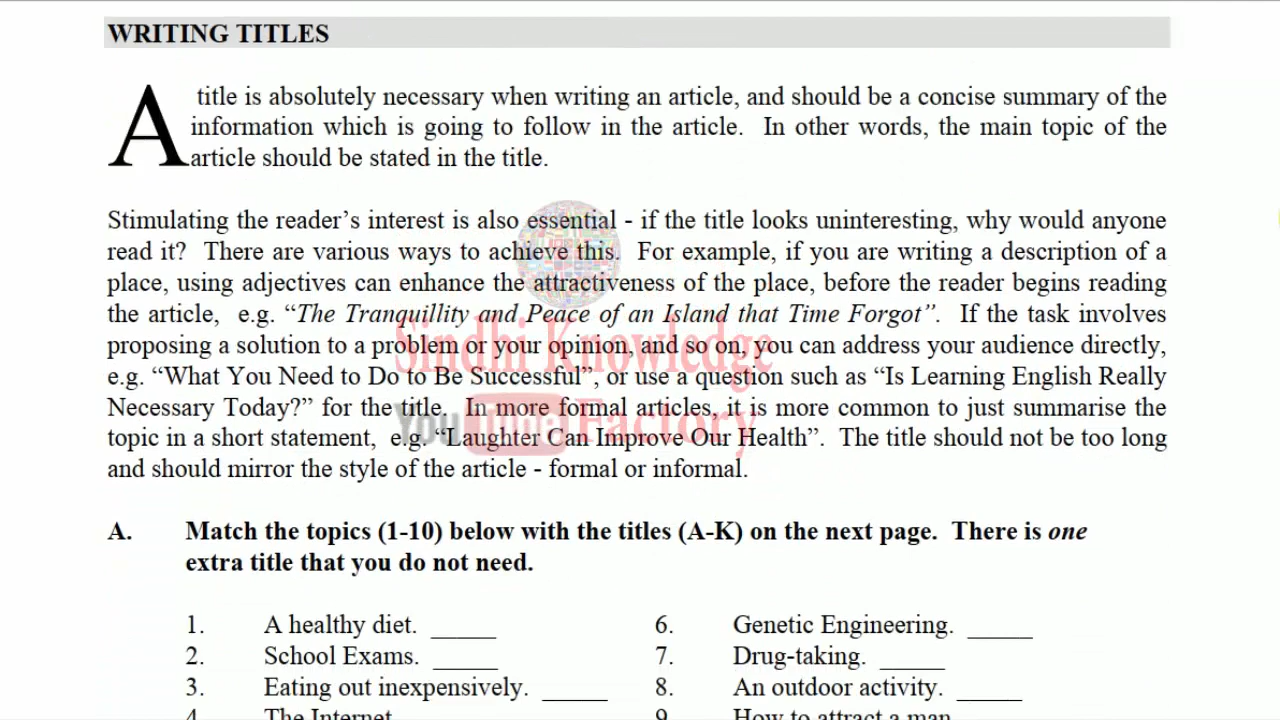 WRITING TITLES
A title is absolutely necessary when writing an article, and should be a concise summary of the
information which is going to follow in the article. In other words, the main topic of the
article should be stated in the title.
Stimulating the reader’s interest is also essential - if the title looks uninteresting, why would anyone
read it? There are various ways to achieve this. For example, if you are writing a description of a
place, using adjectives can enhance the attractiveness of the place, before the reader begins reading
the article, e.g. “The Tranquillity and Peace of an Island that Time Forgot”. If the task involves
proposing a solution to a problem or your opinion, and so on, you can address your audience directly,
e.g. “What You Need to Do to Be Successful”, or use a question such as “Is Learning English Really
Necessary Today?” for the title. In more formal articles, it is more common to just summarise the
topic in a short statement, e.g. “Laughter Can Improve Our Health”. The title should not be too long
and should mirror the style of the article - formal or informal.
Sindhi Knowledge
YouTube Factory
A. Match the topics (1-10) below with the titles (A-K) on the next page. There is one
extra title that you do not need.
1. A healthy diet. _____
2. School Exams. _____
3. Eating out inexpensively. _____
4. The Internet
6. Genetic Engineering. _____
7. Drug-taking. _____
8. An outdoor activity. _____
9. How to attract a man